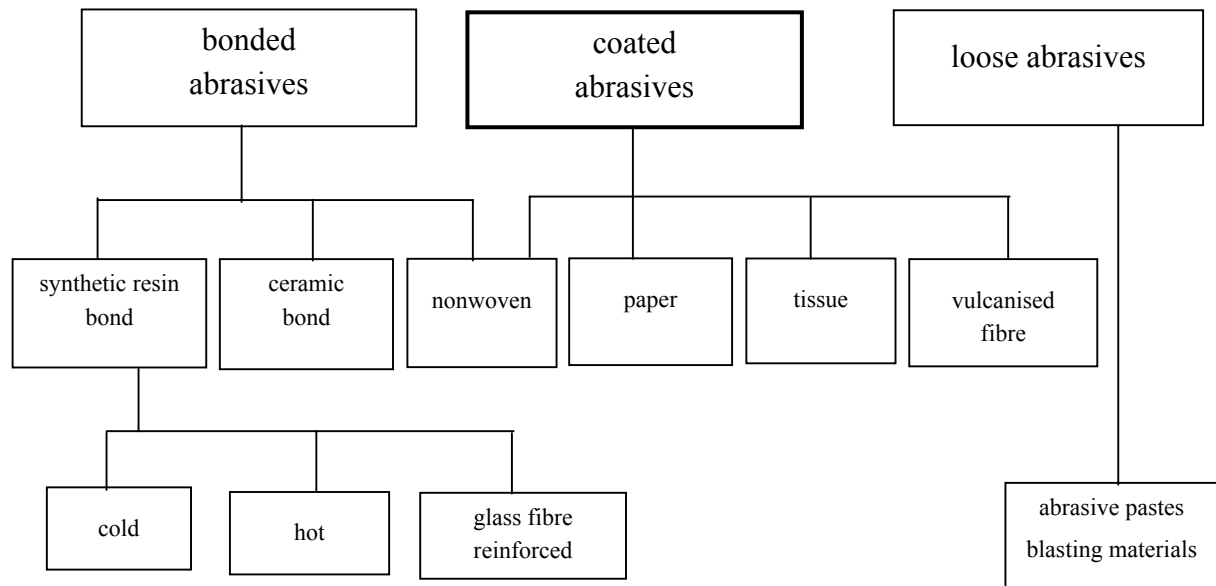 bonded
abrasives
coated
abrasives
loose abrasives
synthetic resin
bond
ceramic
bond
nonwoven
paper
tissue
vulcanised
fibre
cold
hot
glass fibre
reinforced
abrasive pastes
blasting materials